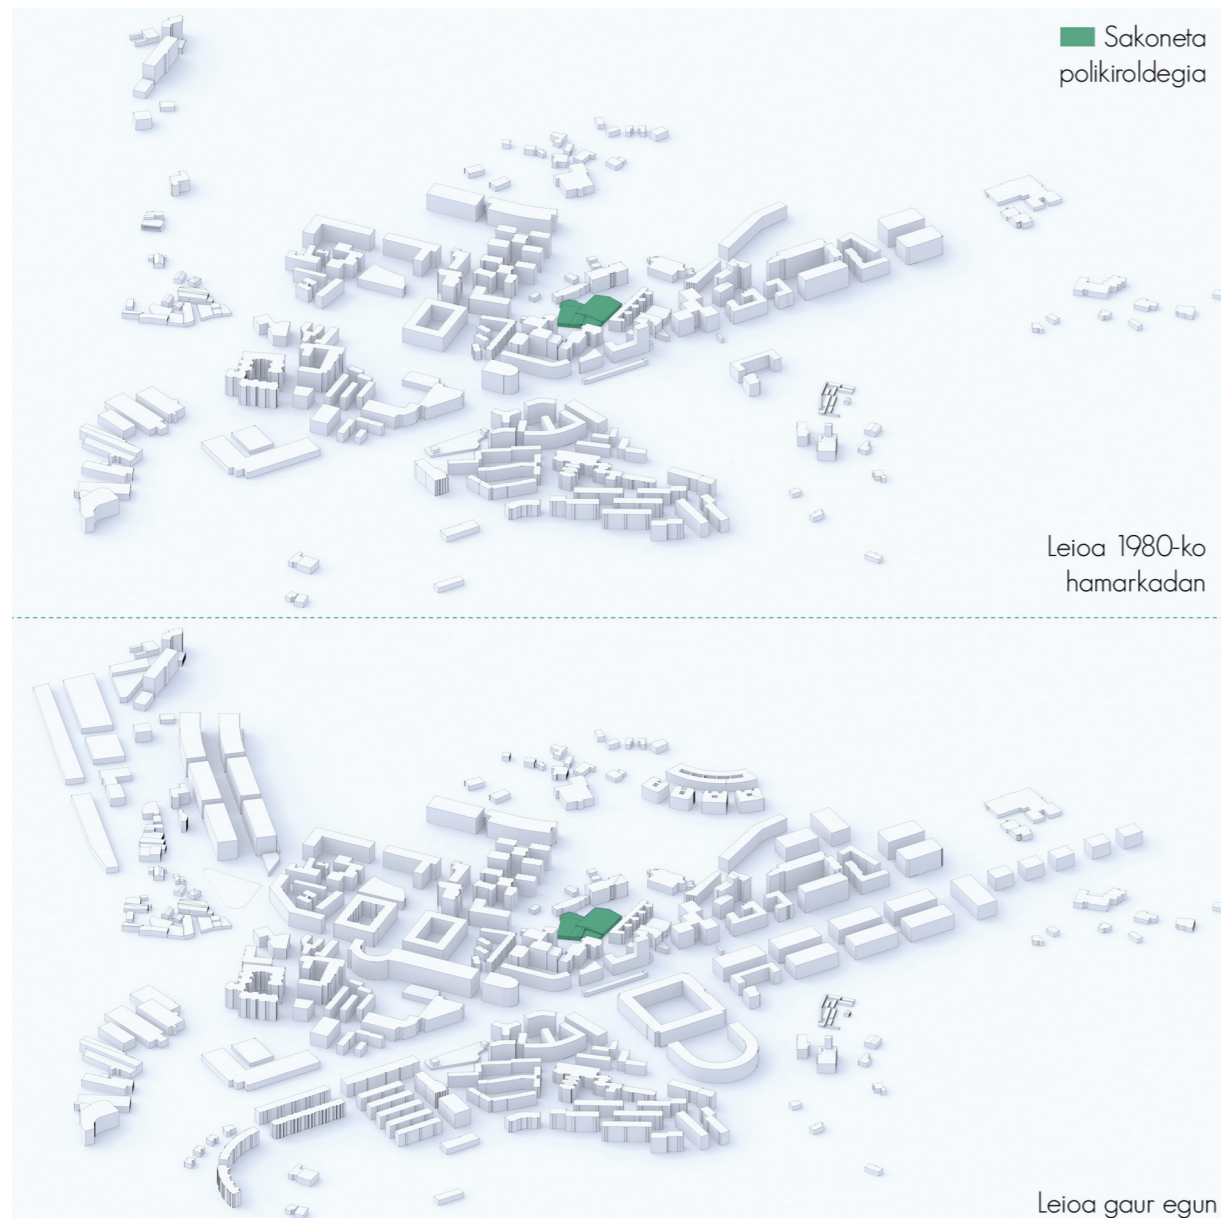 Sakoneta
polikiroldegia
Leioa 1980-ko
hamarkadan
Leioa gaur egun